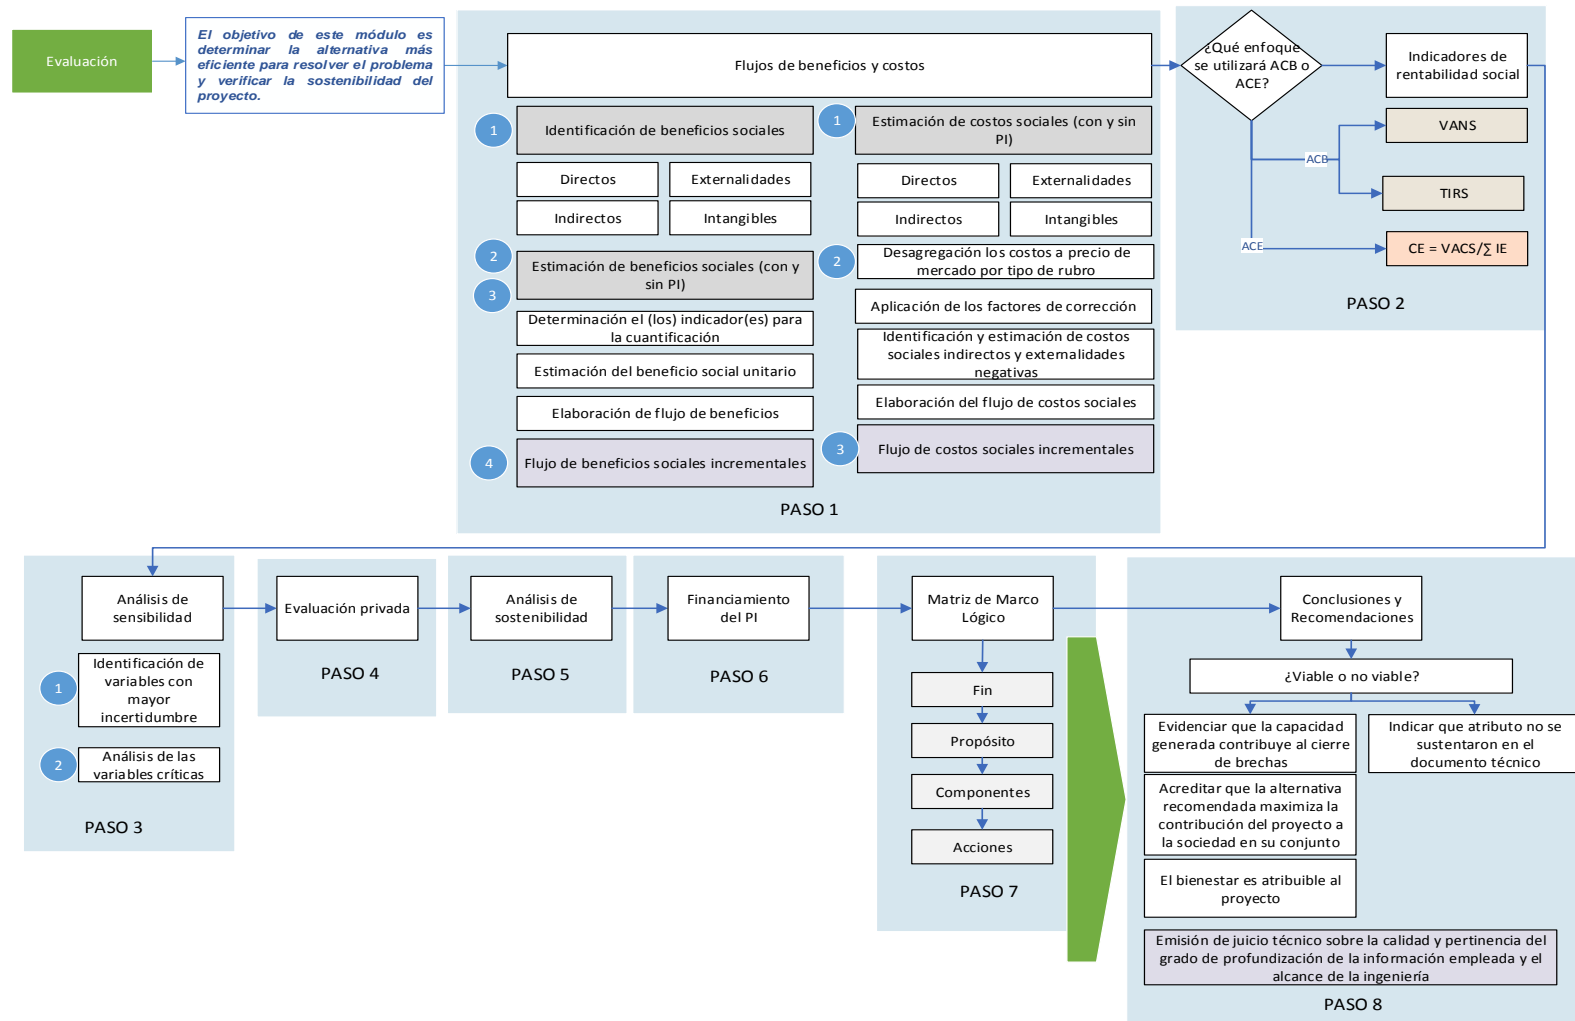 Evaluación
El objetivo de este módulo es
determinar la alternativa más
eficiente para resolver el problema
y verificar la sostenibilidad del
proyecto.
Flujos de beneficios y costos
1
Identificación de beneficios sociales
Directos
Externalidades
Indirectos
Intangibles
2
3
Estimación de beneficios sociales (con y
sin PI)
Determinación el (los) indicador(es) para
la cuantificación
Estimación del beneficio social unitario
Elaboración de flujo de beneficios
4
Flujo de beneficios sociales incrementales
1
Estimación de costos sociales (con y sin
PI)
Directos
Externalidades
Indirectos
Intangibles
2
Desagregación los costos a precio de
mercado por tipo de rubro
Aplicación de los factores de corrección
Identificación y estimación de costos
sociales indirectos y externalidades
negativas
Elaboración del flujo de costos sociales
3
Flujo de costos sociales incrementales
PASO 1
¿Qué enfoque
se utilizará ACB o
ACE?
Indicadores de
rentabilidad social
VANS
ACB
TIRS
ACE
CE = VACS/∑ IE
PASO 2
Análisis de
sensibilidad
1
Identificación de
variables con
mayor
incertidumbre
2
Análisis de las
variables críticas
PASO 3
Evaluación privada
PASO 4
Análisis de
sostenibilidad
PASO 5
Financiamiento
del PI
PASO 6
Matriz de Marco
Lógico
Fin
Propósito
Componentes
Acciones
PASO 7
Conclusiones y
Recomendaciones
¿Viable o no viable?
Evidenciar que la capacidad
generada contribuye al cierre
de brechas
Indicar que atributo no se
sustentaron en el
documento técnico
Acreditar que la alternativa
recomendada maximiza la
contribución del proyecto a
la sociedad en su conjunto
El bienestar es atribuible al
proyecto
Emisión de juicio técnico sobre la calidad y pertinencia del
grado de profundización de la información empleada y el
alcance de la ingeniería
PASO 8